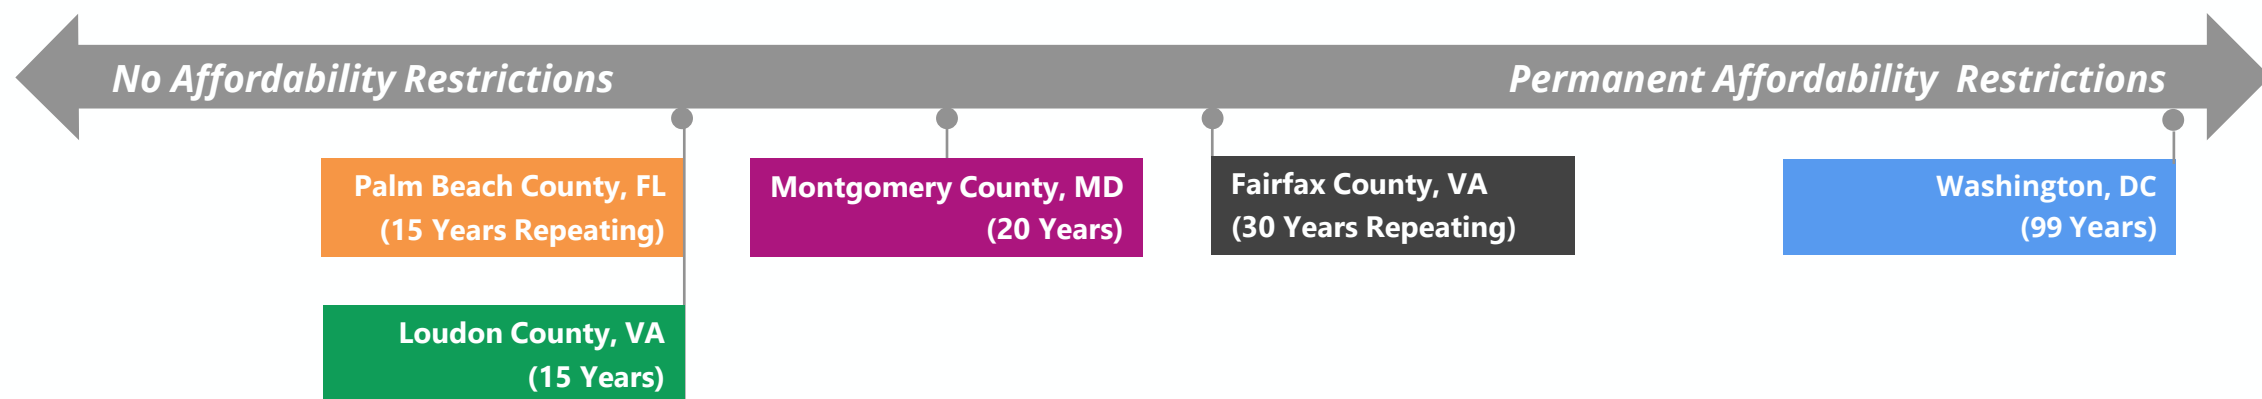 No Affordability Restrictions
Permanent Affordability Restrictions
Palm Beach County, FL
(15 Years Repeating)
Montgomery County, MD
(20 Years)
Fairfax County, VA
(30 Years Repeating)
Washington, DC
(99 Years)
Loudon County, VA
(15 Years)